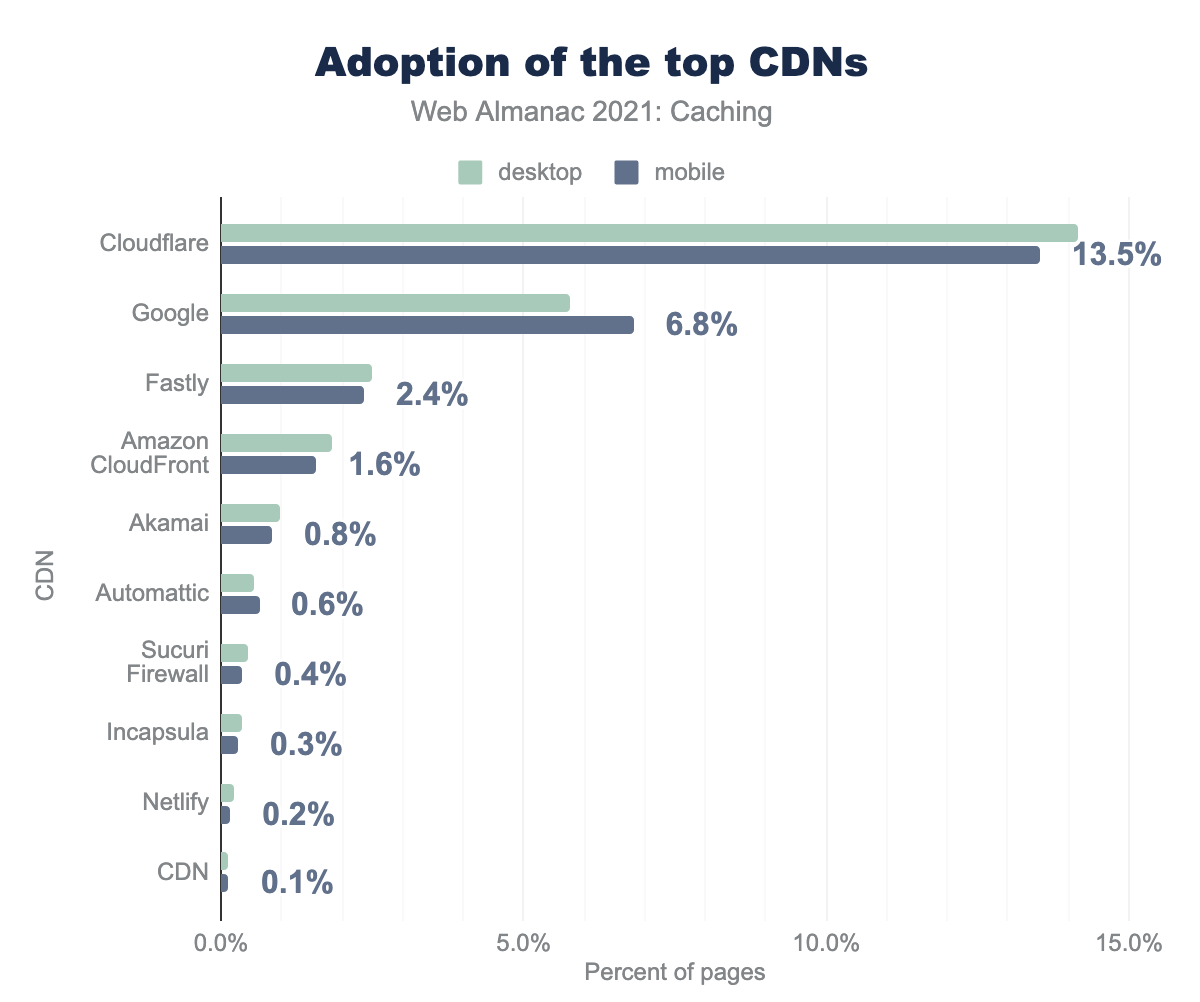 Adoption of the top CDNs
Web Almanac 2021: Caching
desktop
mobile
Cloudflare
13.5%
Google
6.8%
Fastly
2.4%
Amazon
CloudFront
1.6%
Akamai
0.8%
Automattic
0.6%
Sucuri
Firewall
0.4%
Incapsula
0.3%
Netlify
0.2%
CDN
0.1%
CDN
0.0%
5.0%
10.0%
15.0%
Percent of pages